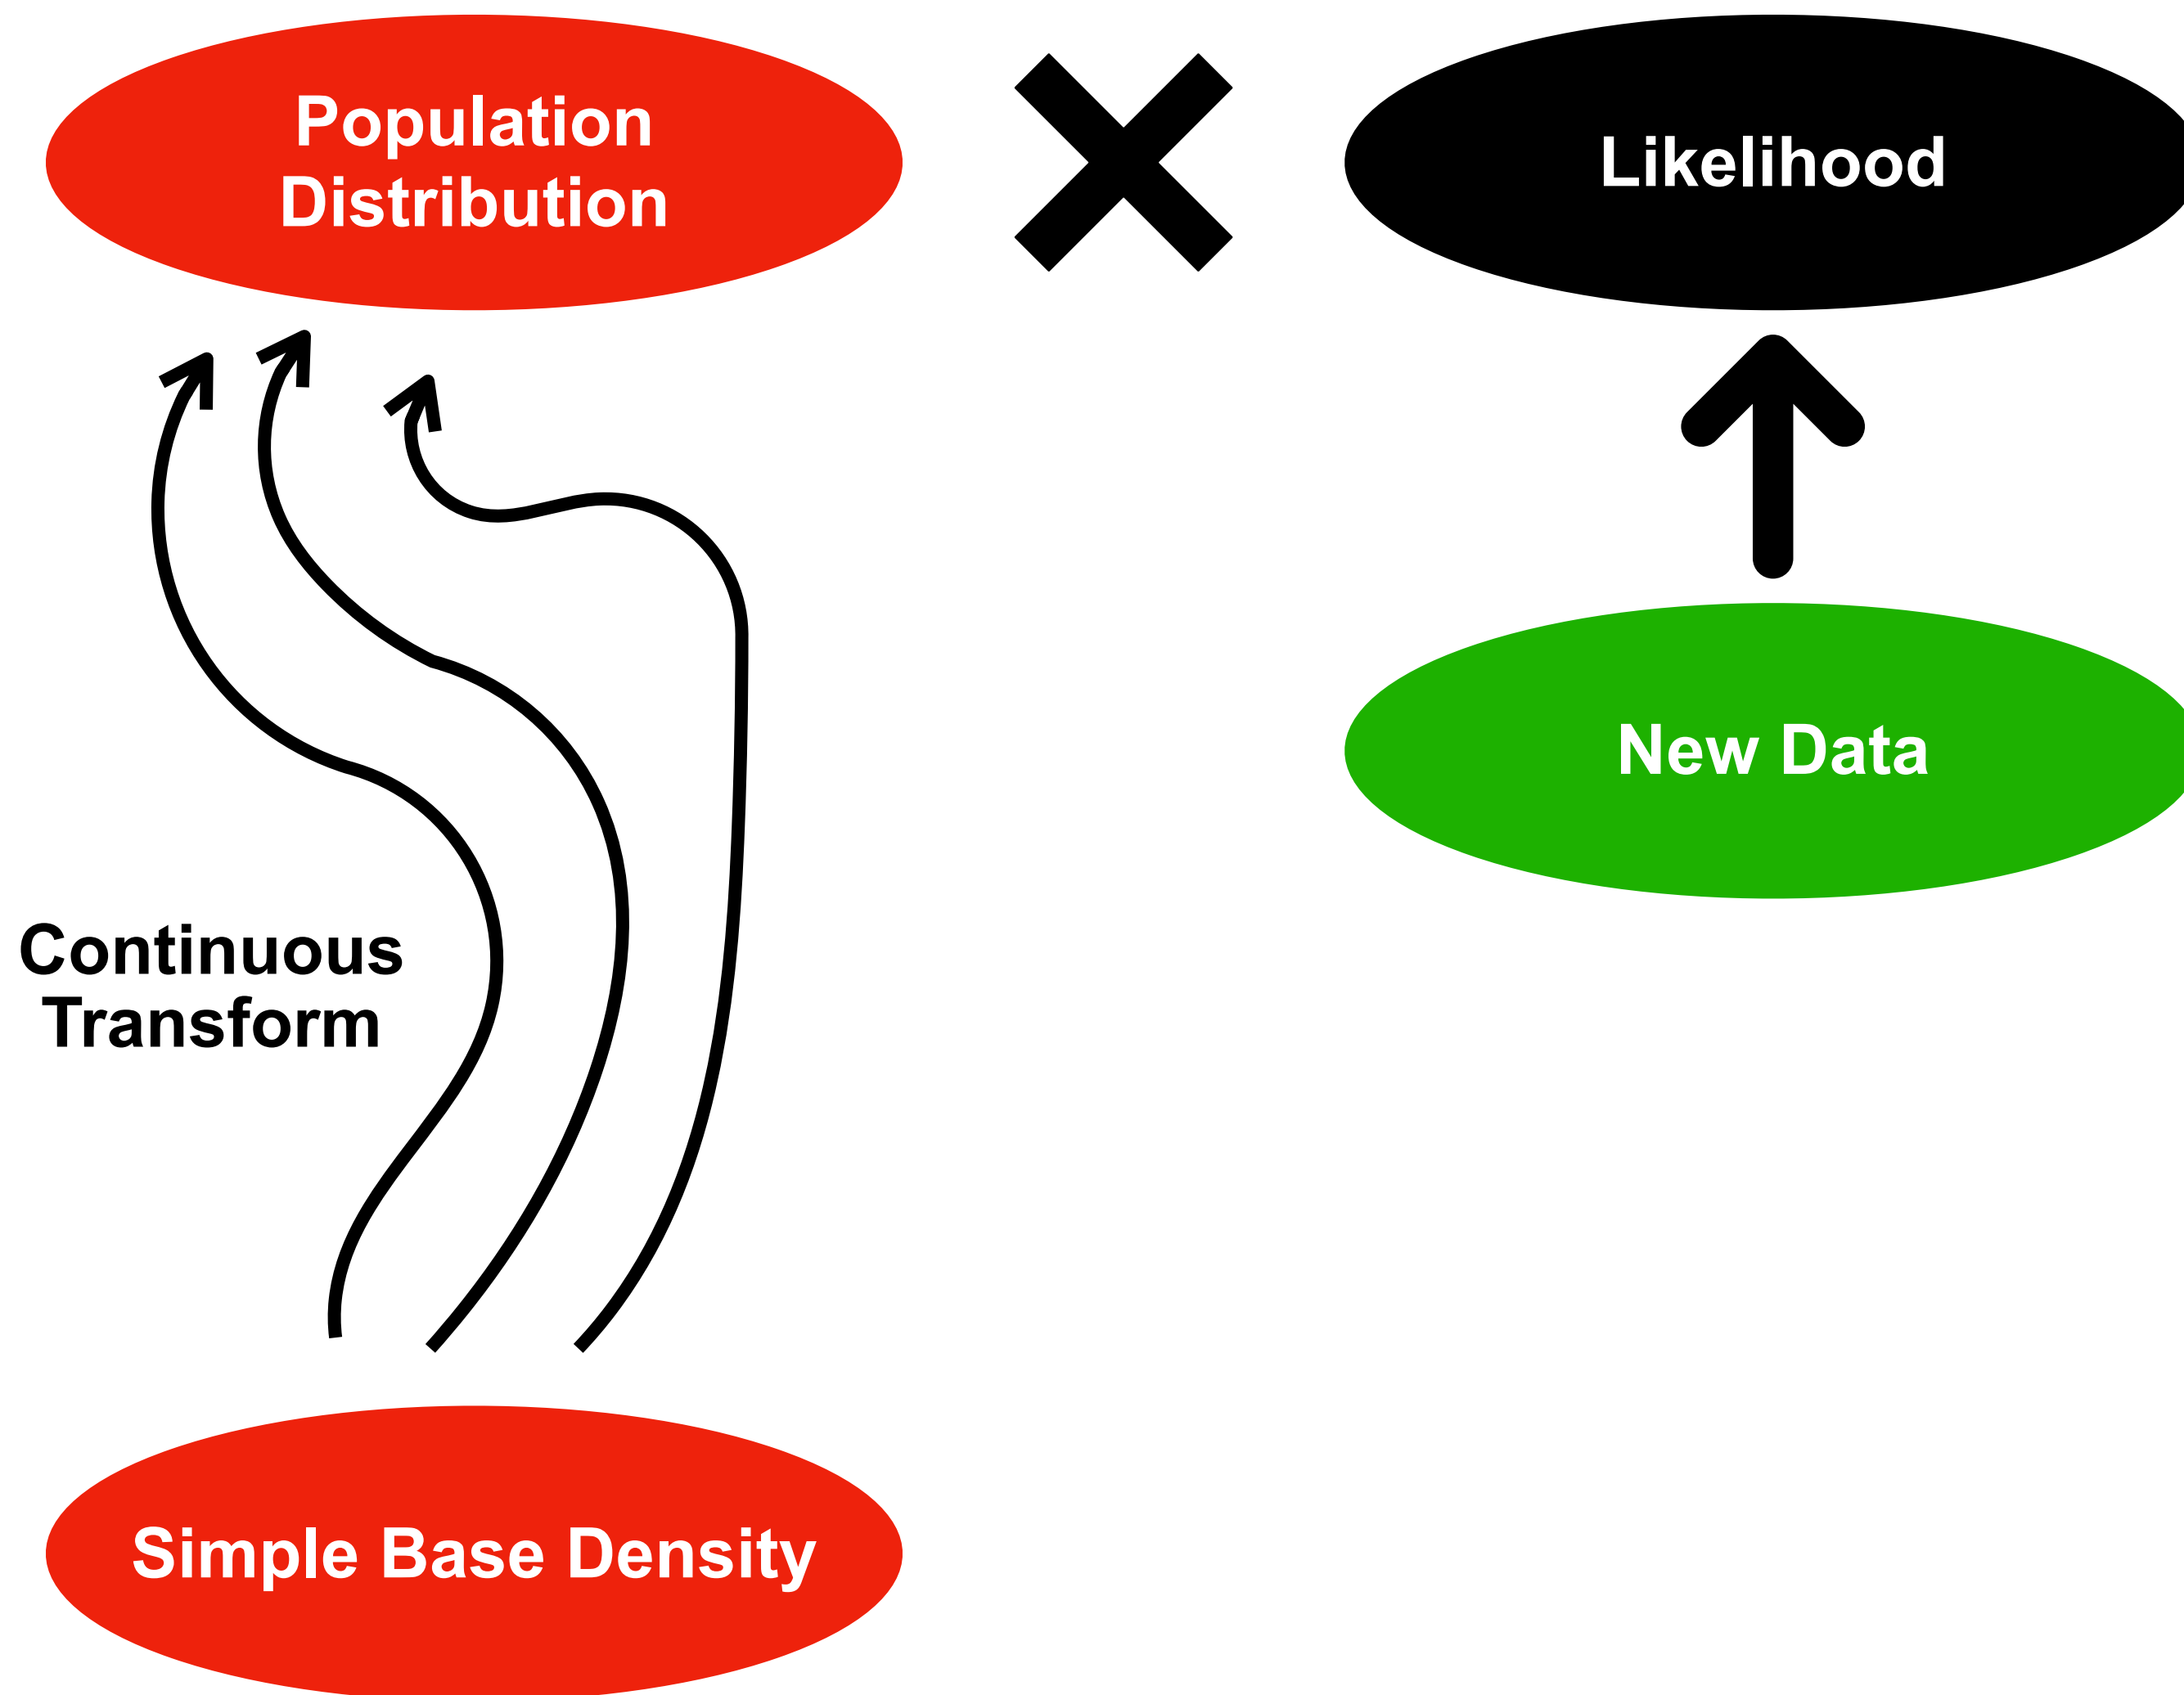 Population
Distribution
Likelihood
New Data
Continuous
Transform
Simple Base Density